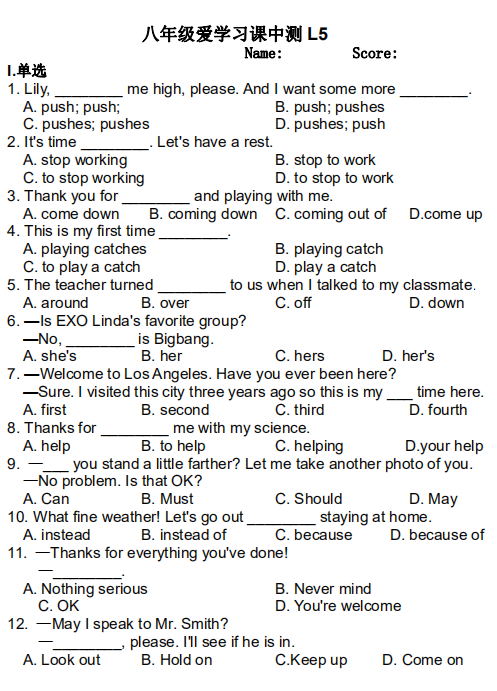 八年级爱学习课中测 L5
Name: Score:
I.单选
1. Lily, ________ me high, please. And I want some more ________.
A. push; push; B. push; pushes
C. pushes; pushes D. pushes; push
2. It's time ________. Let's have a rest.
A. stop working B. stop to work
C. to stop working D. to stop to work
3. Thank you for ________ and playing with me.
A. come down B. coming down C. coming out of D.come up
4. This is my first time ________.
A. playing catches B. playing catch
C. to play a catch D. play a catch
5. The teacher turned ________ to us when I talked to my classmate.
A. around B. over C. off D. down
6. —Is EXO Linda's favorite group?
—No, ________ is Bigbang.
A. she's B. her C. hers D. her's
7. —Welcome to Los Angeles. Have you ever been here?
—Sure. I visited this city three years ago so this is my ___ time here.
A. first B. second C. third D. fourth
8. Thanks for ________ me with my science.
A. help B. to help C. helping D.your help
9. —___ you stand a little farther? Let me take another photo of you.
—No problem. Is that OK?
A. Can B. Must C. Should D. May
10. What fine weather! Let's go out ________ staying at home.
A. instead B. instead of C. because D. because of
11. —Thanks for everything you've done!
—________.
A. Nothing serious B. Never mind
C. OK D. You're welcome
12. —May I speak to Mr. Smith?
—________, please. I'll see if he is in.
A. Look out B. Hold on C.Keep up D. Come on